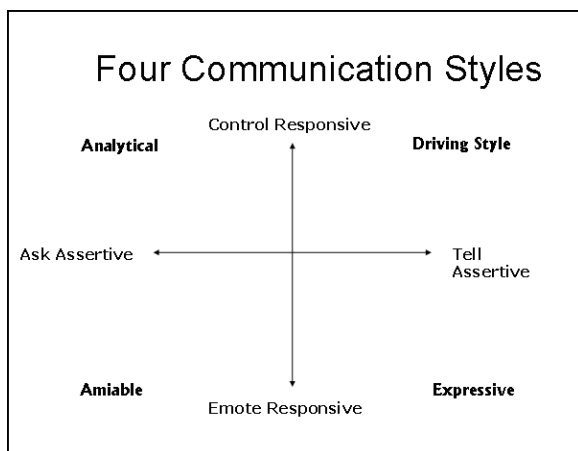 Four Communication Styles
Control Responsive
Analytical
Driving Style
Ask Assertive
Tell
Assertive
Amiable
Expressive
Emote Responsive